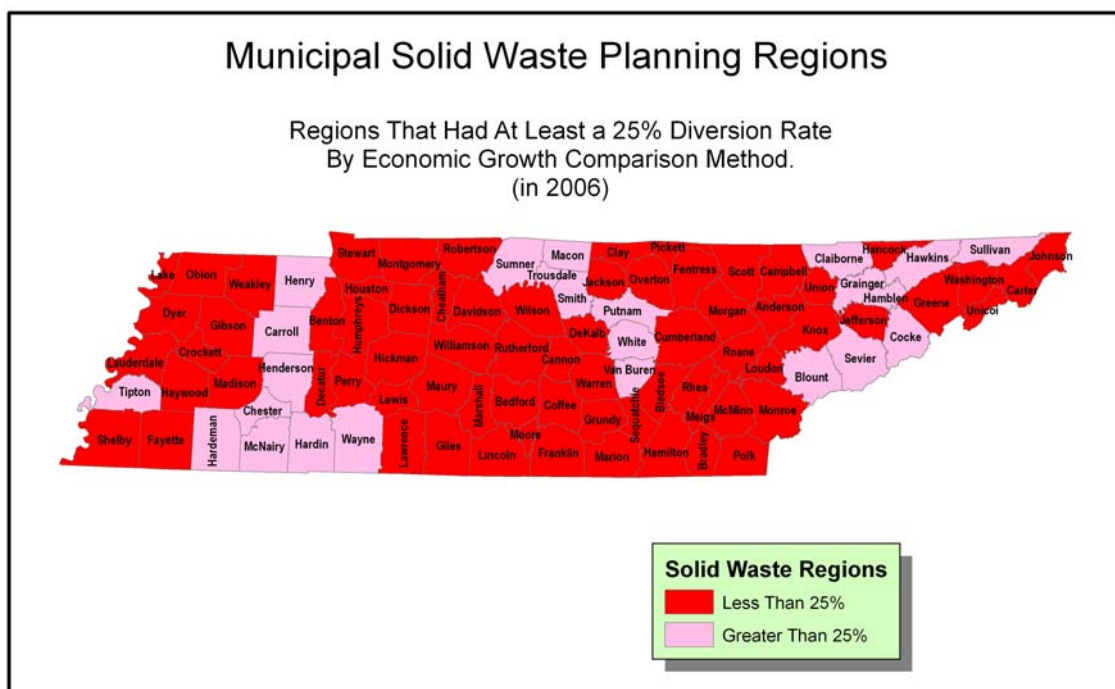 Municipal Solid Waste Planning Regions
Regions That Had At Least a 25% Diversion Rate
By Economic Growth Comparison Method.
(in 2006)
Stewart
Robertson
Montgomery
Sumner
Macon
Trousdale
Clay
Pickett
Lake
Obion
Weakley
Henry
Houston
Cheatham
Smith
Jackson
Overton
Fentress
Scott
Campbell
Claiborne
Hancock
Hawkins
Sullivan
Johnson
Dyer
Gibson
Carroll
Benton
Humphreys
Dickson
Davidson
Wilson
Putnam
Morgan
Anderson
Union
Grainger
Hamblen
Greene
Washington
Carter
Unicoi
Lauderdale
Crockett
Henderson
Decatur
Perry
Hickman
Williamson
Rutherford
Cannon
DeKalb
White
Cumberland
Roane
Knox
Jefferson
Cocke
Sevier
Blount
Loudon
Tipton
Haywood
Madison
Chester
Lewis
Maury
Marshall
Bedford
Coffee
Warren
Van Buren
Sequatchie
Bledsoe
Rhea
Meigs
McMinn
Monroe
Shelby
Fayette
Hardeman
McNairy
Hardin
Wayne
Lawrence
Giles
Lincoln
Moore
Franklin
Grundy
Marion
Hamilton
Bradley
Polk
Solid Waste Regions
Less Than 25%
Greater Than 25%